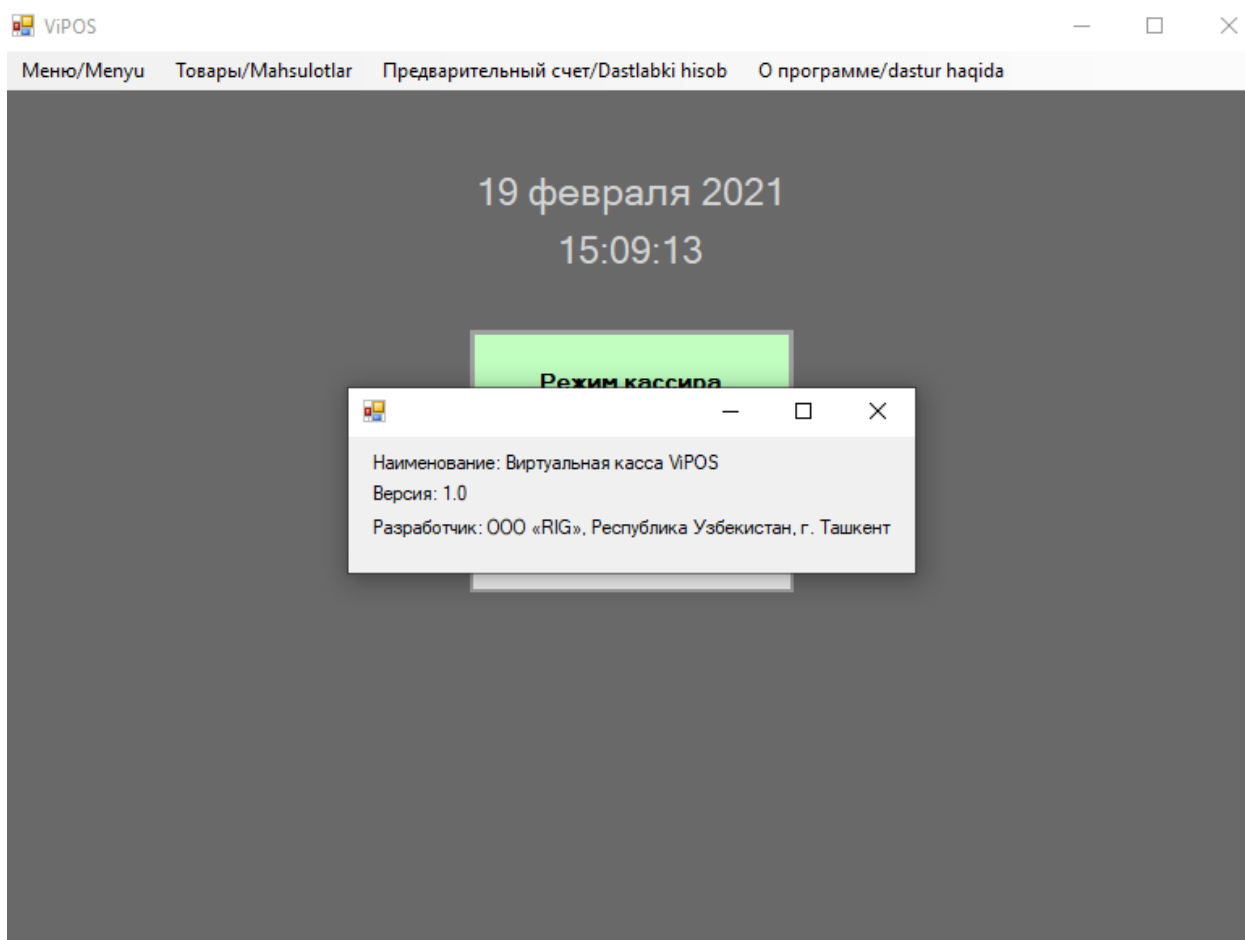 ViPOS
Меню/Menyu Товары/Mahsulotlar Предварительный счет/Dastlabki hisob О программе/dastur haqida
19 февраля 2021
15:09:13
Режим кассира
Наименование: Виртуальная касса ViPOS
Версия: 1.0
Разработчик: ООО «RIG», Республика Узбекистан, г. Ташкент